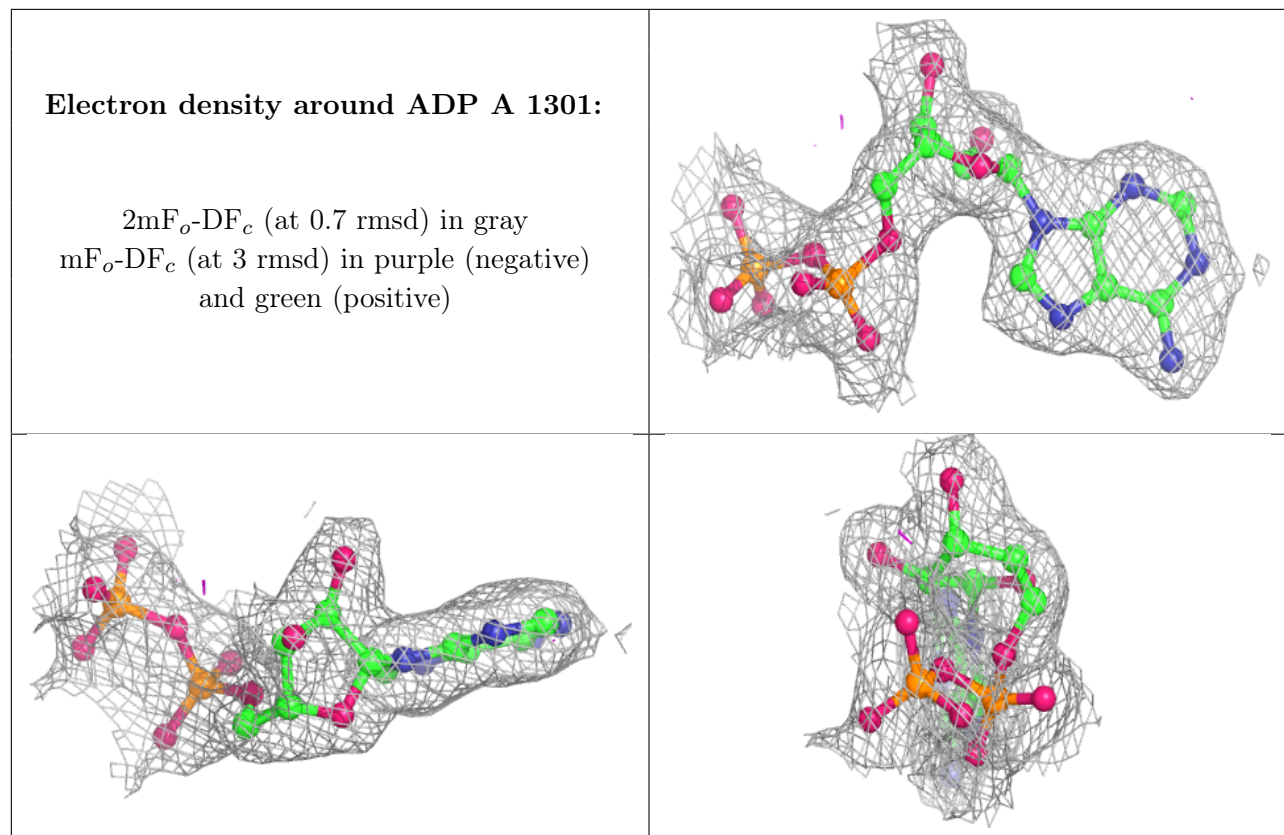 Electron density around ADP A 1301:
2mFo-DFc (at 0.7 rmsd) in gray
mFo-DFc (at 3 rmsd) in purple (negative)
and green (positive)